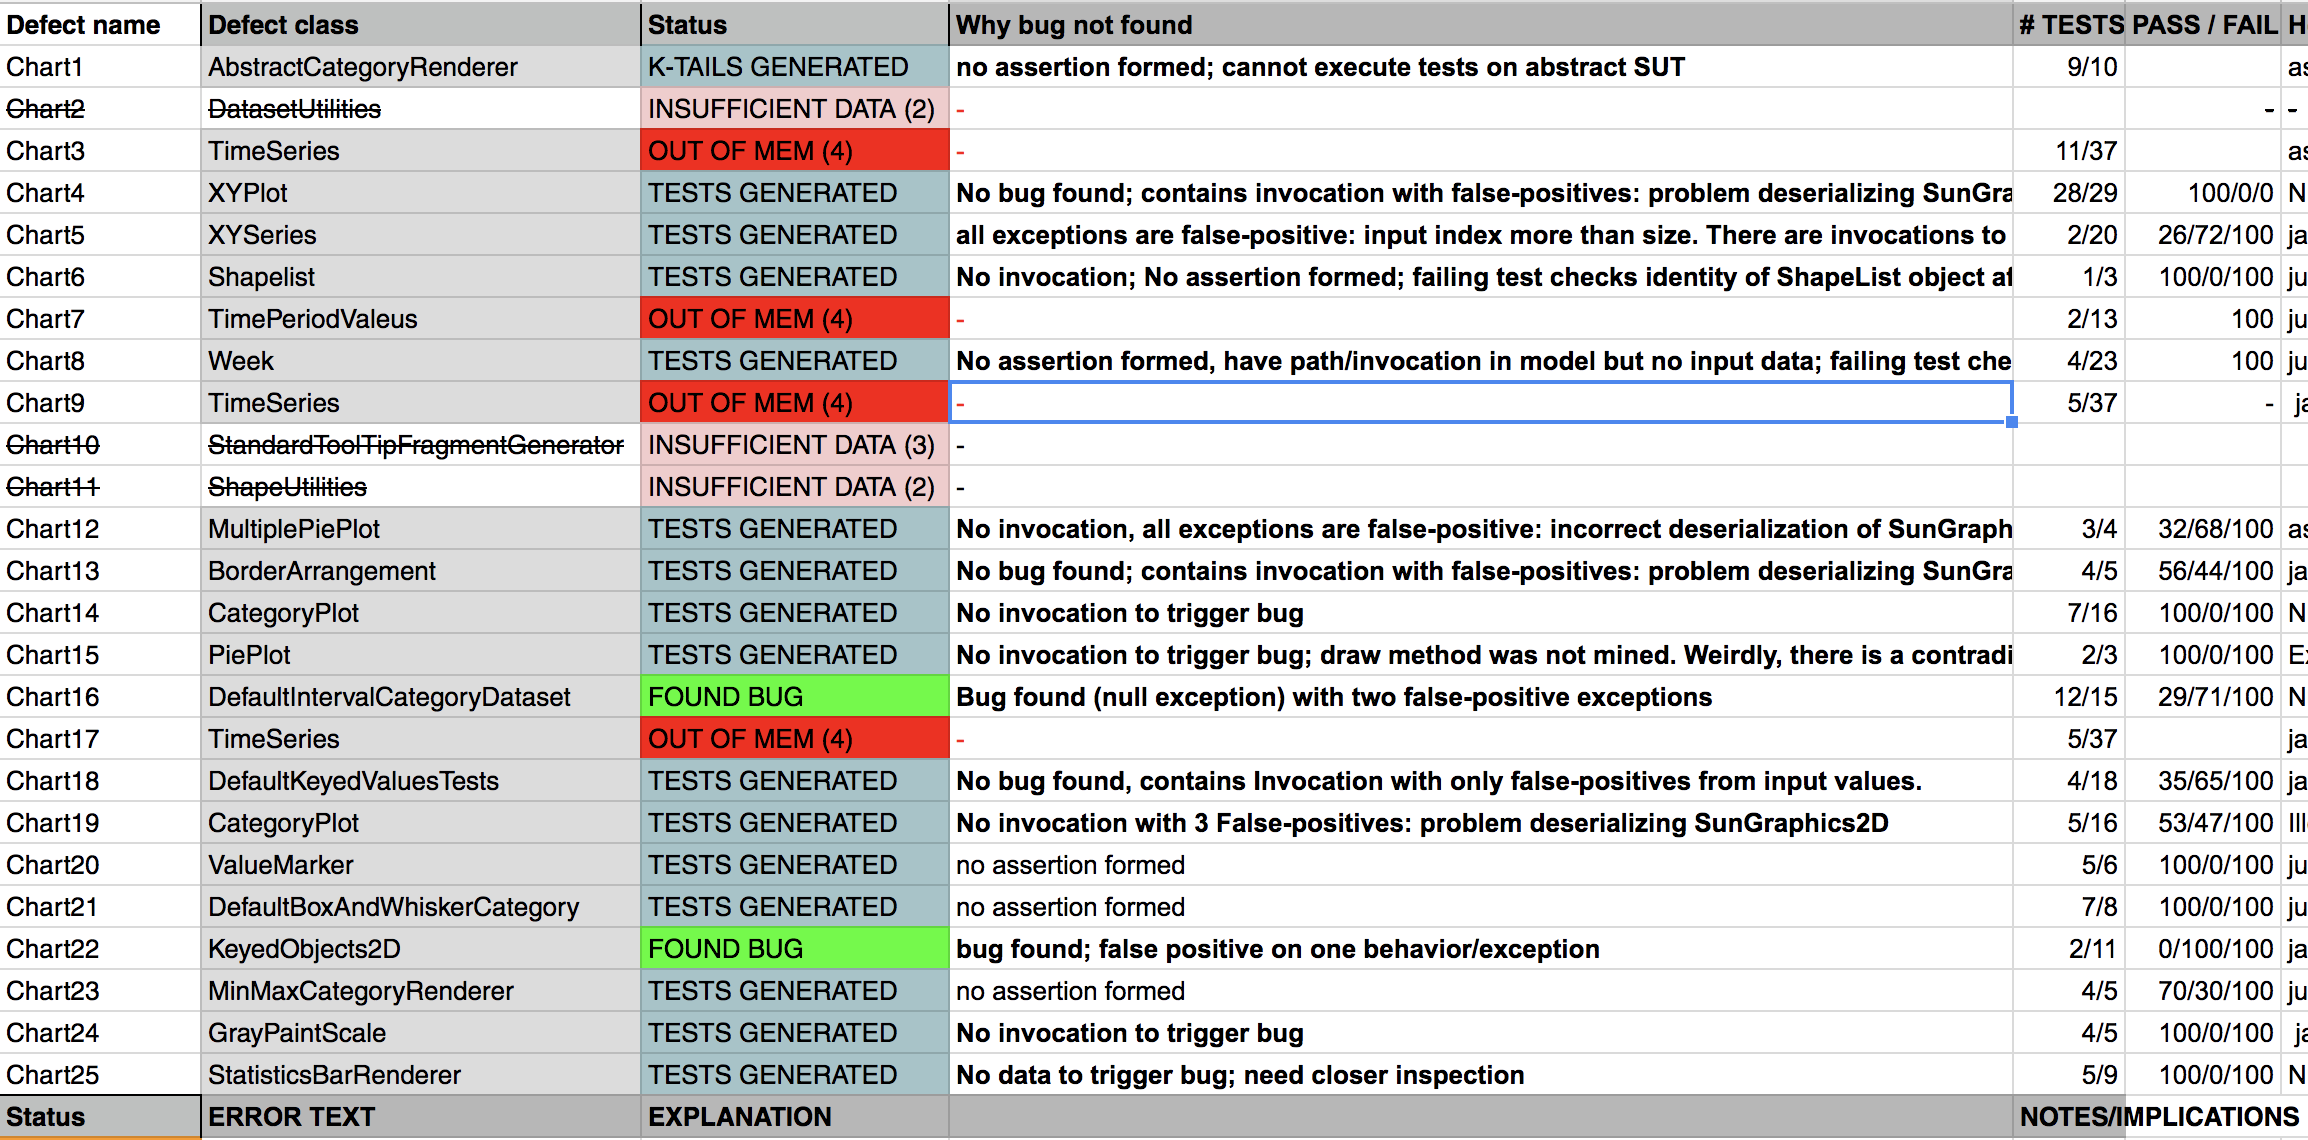 Defect name Defect class Status Why bug not found # TESTS PASS / FAIL H
Chart1 AbstractCategoryRenderer K-TAILS GENERATED no assertion formed; cannot execute tests on abstract SUT 9/10 as
Chart2 DatasetUtilities INSUFFICIENT DATA (2) - - -
Chart3 TimeSeries OUT OF MEM (4) - 11/37 as
Chart4 XYPlot TESTS GENERATED No bug found; contains invocation with false-positives: problem deserializing SunGra 28/29 100/0/0 N
Chart5 XYSeries TESTS GENERATED all exceptions are false-positive: input index more than size. There are invocations to 2/20 26/72/100 ja
Chart6 Shapelist TESTS GENERATED No invocation; No assertion formed; failing test checks identity of ShapeList object af 1/3 100/0/100 ju
Chart7 TimePeriodValeus OUT OF MEM (4) - 2/13 100 ju
Chart8 Week TESTS GENERATED No assertion formed, have path/invocation in model but no input data; failing test che 4/23 100 ju
Chart9 TimeSeries OUT OF MEM (4) - 5/37 - ja
Chart10 StandardToolTipFragmentGenerator INSUFFICIENT DATA (3) -
Chart11 ShapeUtilities INSUFFICIENT DATA (2) -
Chart12 MultiplePiePlot TESTS GENERATED No invocation, all exceptions are false-positive: incorrect deserialization of SunGraph 3/4 32/68/100 as
Chart13 BorderArrangement TESTS GENERATED No bug found; contains invocation with false-positives: problem deserializing SunGra 4/5 56/44/100 ja
Chart14 CategoryPlot TESTS GENERATED No invocation to trigger bug 7/16 100/0/100 N
Chart15 PiePlot TESTS GENERATED No invocation to trigger bug; draw method was not mined. Weirdly, there is a contradi 2/3 100/0/100 Ex
Chart16 DefaultIntervalCategoryDataset FOUND BUG Bug found (null exception) with two false-positive exceptions 12/15 29/71/100 N
Chart17 TimeSeries OUT OF MEM (4) - 5/37 ja
Chart18 DefaultKeyedValuesTests TESTS GENERATED No bug found, contains Invocation with only false-positives from input values. 4/18 35/65/100 ja
Chart19 CategoryPlot TESTS GENERATED No invocation with 3 False-positives: problem deserializing SunGraphics2D 5/16 53/47/100 Ill
Chart20 ValueMarker TESTS GENERATED no assertion formed 5/6 100/0/100 ju
Chart21 DefaultBoxAndWhiskerCategory TESTS GENERATED no assertion formed 7/8 100/0/100 ju
Chart22 KeyedObjects2D FOUND BUG bug found; false positive on one behavior/exception 2/11 0/100/100 ja
Chart23 MinMaxCategoryRenderer TESTS GENERATED no assertion formed 4/5 70/30/100 ju
Chart24 GrayPaintScale TESTS GENERATED No invocation to trigger bug 4/5 100/0/100 ja
Chart25 StatisticsBarRenderer TESTS GENERATED No data to trigger bug; need closer inspection 5/9 100/0/100 N
Status ERROR TEXT EXPLANATION NOTES/IMPLICATIONS